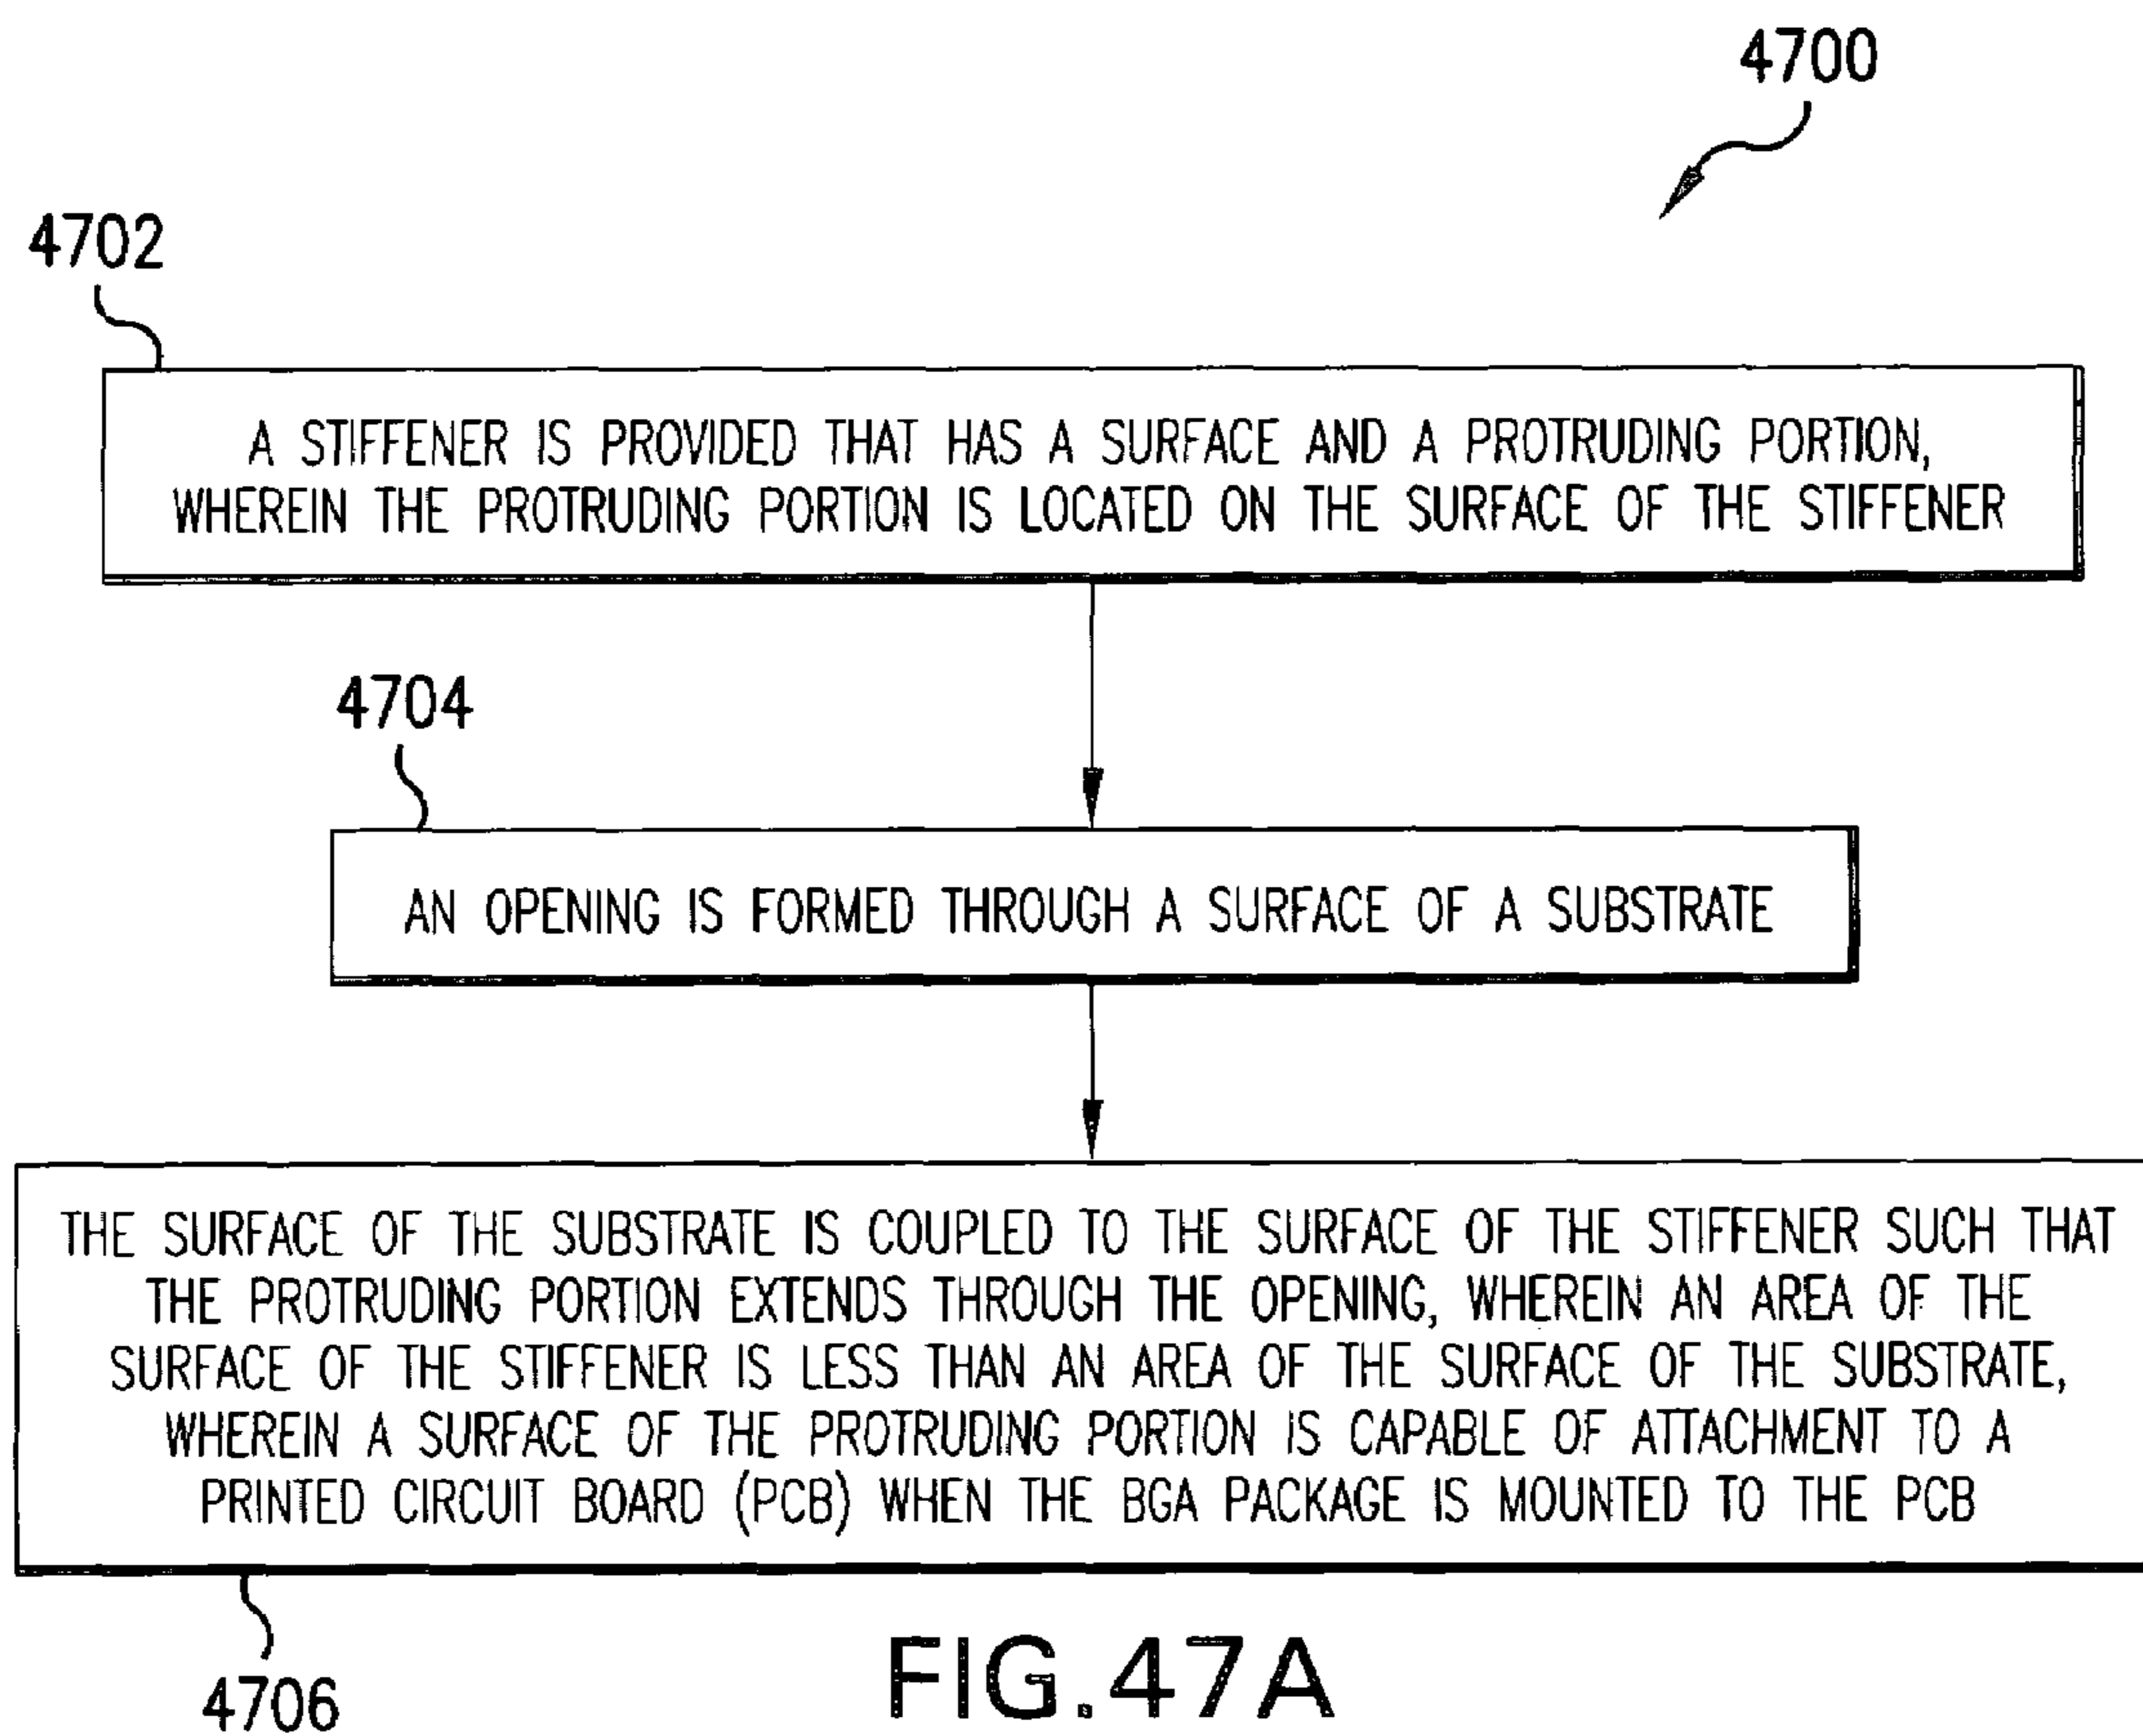 4700
4702
A STIFFENER IS PROVIDED THAT HAS A SURFACE AND A PROTRUDING PORTION,
WHEREIN THE PROTRUDING PORTION IS LOCATED ON THE SURFACE OF THE STIFFENER
4704
AN OPENING IS FORMED THROUGH A SURFACE OF A SUBSTRATE
THE SURFACE OF THE SUBSTRATE IS COUPLED TO THE SURFACE OF THE STIFFENER SUCH THAT
THE PROTRUDING PORTION EXTENDS THROUGH THE OPENING, WHEREIN AN AREA OF THE
SURFACE OF THE STIFFENER IS LESS THAN AN AREA OF THE SURFACE OF THE SUBSTRATE,
WHEREIN A SURFACE OF THE PROTRUDING PORTION IS CAPABLE OF ATTACHMENT TO A
PRINTED CIRCUIT BOARD (PCB) WHEN THE BGA PACKAGE IS MOUNTED TO THE PCB
4706
FIG.47A